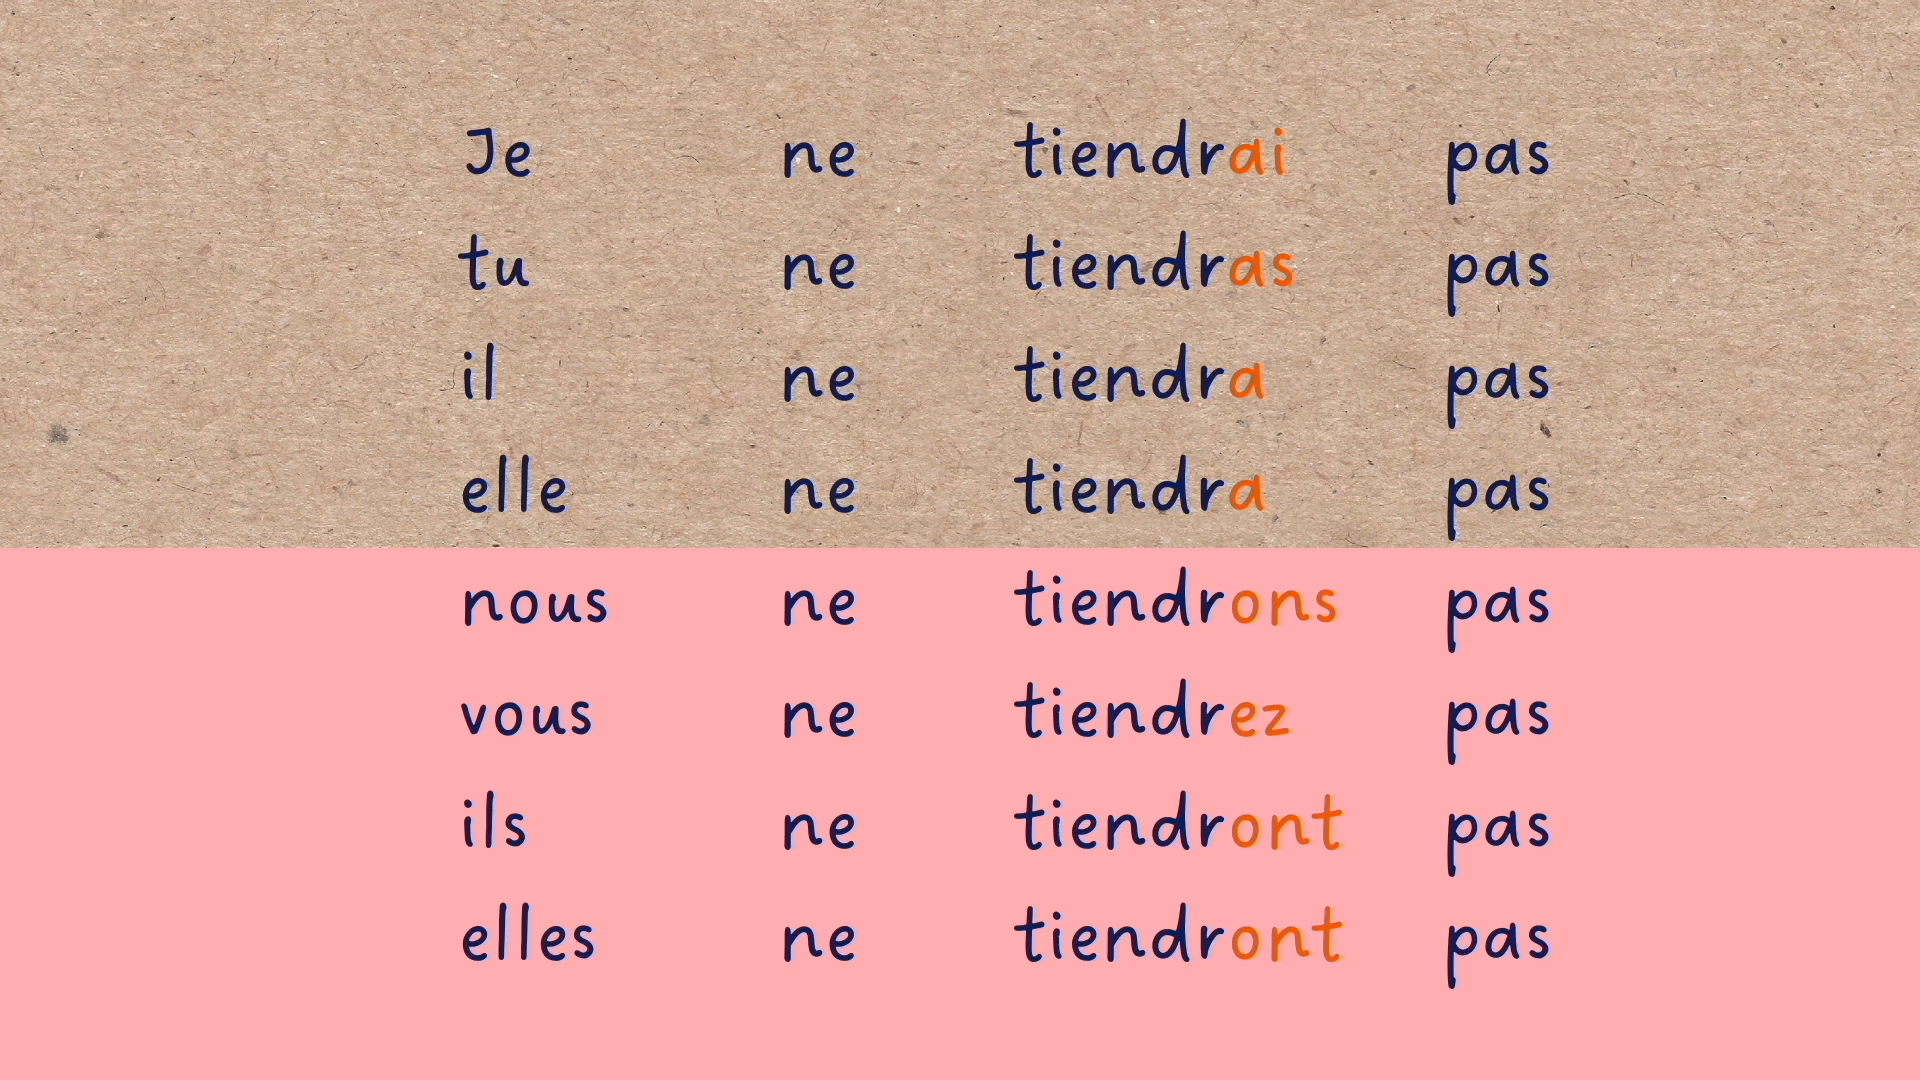 Je ne tiendrai pas
tu ne tiendras pas
il ne tiendra pas
elle ne tiendra pas
nous ne tiendrons pas
vous ne tiendrez pas
ils ne tiendront pas
elles ne tiendront pas